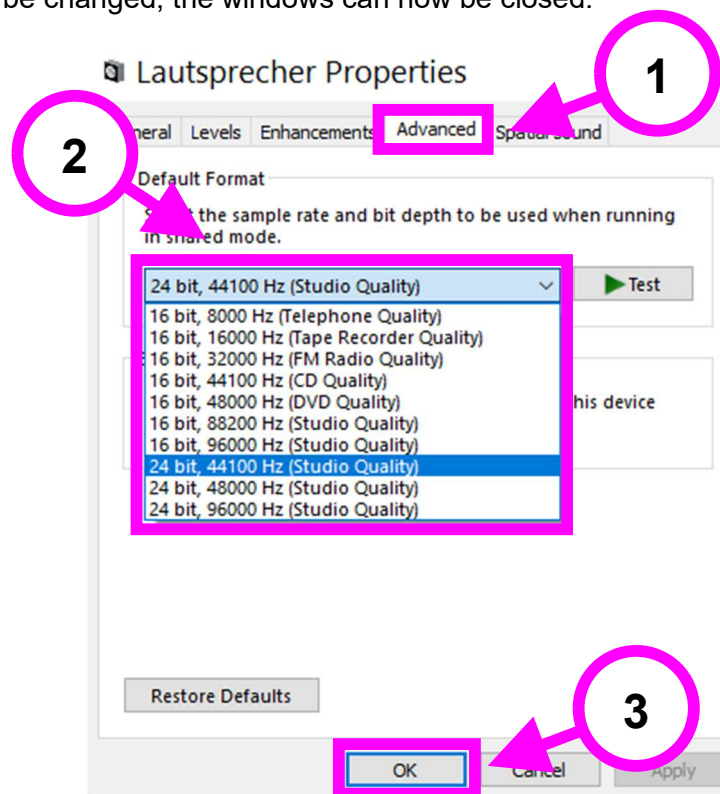 be changed, the windows can now be closed.
1
Lautsprecher Properties
2
neral Levels Enhancements Advanced Spatial sound
Default Format
the sample rate and bit depth to be used when running
in shared mode.
24 bit, 44100 Hz (Studio Quality)
Test
16 bit, 8000 Hz (Telephone Quality)
16 bit, 16000 Hz (Tape Recorder Quality)
16 bit, 32000 Hz (FM Radio Quality)
16 bit, 44100 Hz (CD Quality)
16 bit, 48000 Hz (DVD Quality)
his device
16 bit, 88200 Hz (Studio Quality)
16 bit, 96000 Hz (Studio Quality)
24 bit, 44100 Hz (Studio Quality)
24 bit, 48000 Hz (Studio Quality)
24 bit, 96000 Hz (Studio Quality)
Restore Defaults
3
OK Cancel Apply